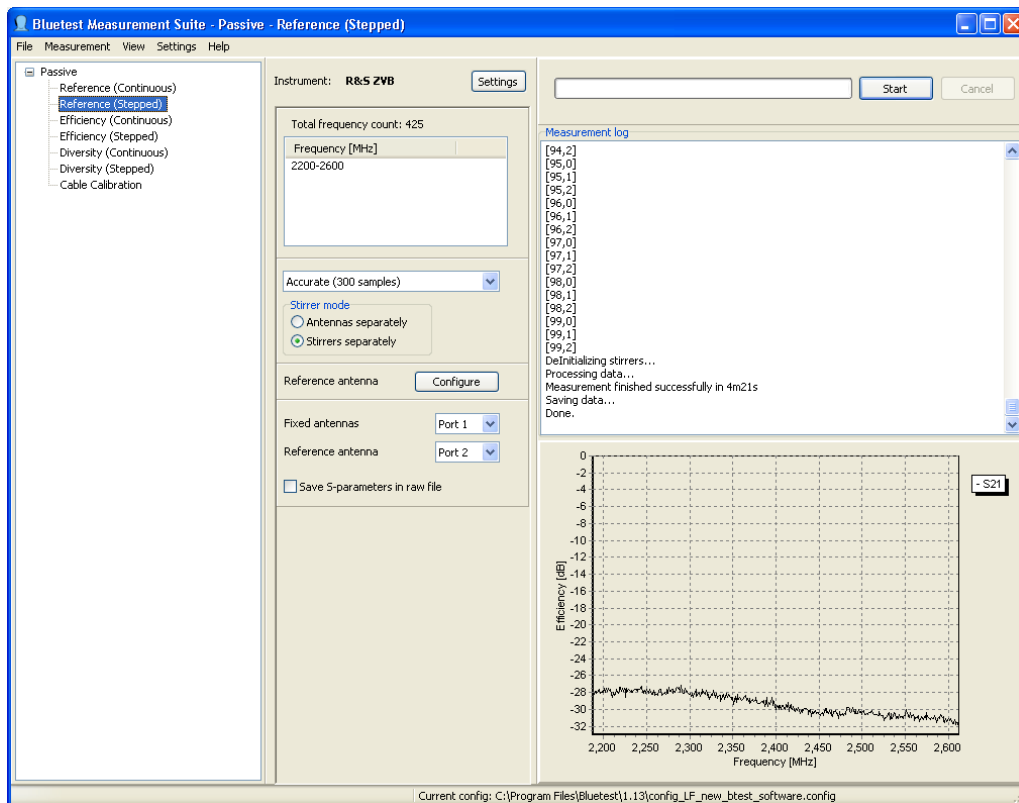 Bluetest Measurement Suite - Passive - Reference (Stepped)
File Measurement View Settings Help
Passive
Reference (Continuous)
Reference (Stepped)
Efficiency (Continuous)
Efficiency (Stepped)
Diversity (Continuous)
Diversity (Stepped)
Cable Calibration
Instrument: R&S ZVB Settings
Total frequency count: 425
Frequency [MHz]
2200-2600
Accurate (300 samples)
Stirrer mode
Antennas separately
Stirrers separately
Reference antenna Configure
Fixed antennas Port 1
Reference antenna Port 2
Save S-parameters in raw file
Start Cancel
Measurement log
[94,2]
[95,0]
[95,1]
[95,2]
[96,0]
[96,1]
[96,2]
[97,0]
[97,1]
[97,2]
[98,0]
[98,1]
[98,2]
[99,0]
[99,1]
[99,2]
DeInitializing stirrers...
Processing data...
Measurement finished successfully in 4m21s
Saving data...
Done.
0
-2
-4
-6
-8
-10
-12
-14
-16
-18
-20
-22
-24
-26
-28
-30
-32
Efficiency [dB]
- S21
2,200 2,250 2,300 2,350 2,400 2,450 2,500 2,550 2,600
Frequency [MHz]
Current config: C:\Program Files\Bluetest\1.13\config_LF_new_btest_software.config